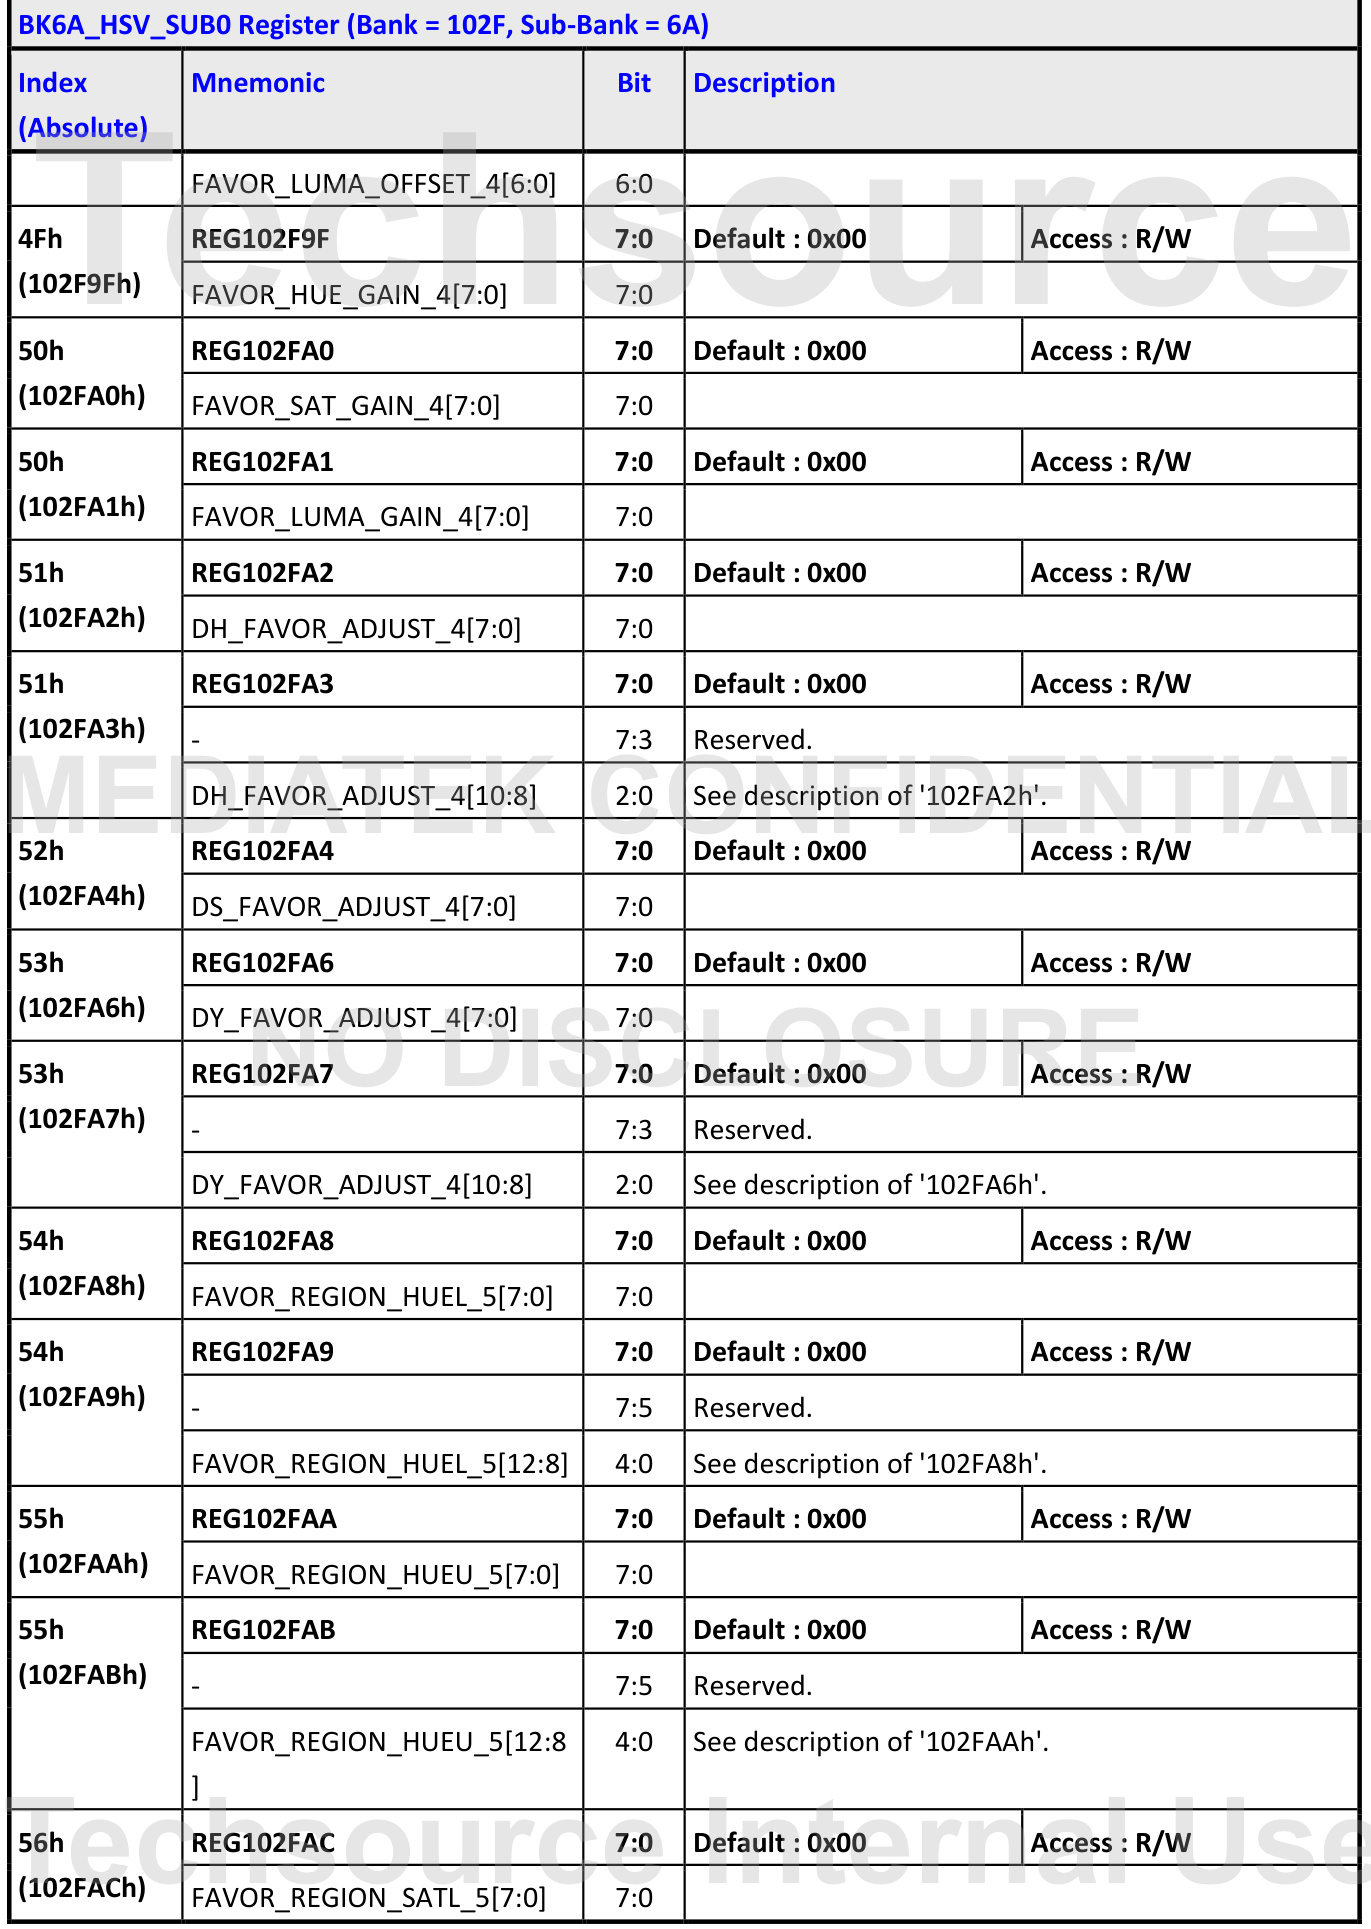 BK6A_HSV_SUB0 Register (Bank = 102F, Sub-Bank = 6A)
Index Mnemonic Bit Description
(Absolute)
FAVOR_LUMA_OFFSET_4[6:0] 6:0
Techsource
4Fh REG102F9F 7:0 Default : 0x00 Access : R/W
(102F9Fh) FAVOR_HUE_GAIN_4[7:0] 7:0
50h REG102FA0 7:0 Default : 0x00 Access : R/W
(102FA0h) FAVOR_SAT_GAIN_4[7:0] 7:0
50h REG102FA1 7:0 Default : 0x00 Access : R/W
(102FA1h) FAVOR_LUMA_GAIN_4[7:0] 7:0
51h REG102FA2 7:0 Default : 0x00 Access : R/W
(102FA2h) DH_FAVOR_ADJUST_4[7:0] 7:0
51h REG102FA3 7:0 Default : 0x00 Access : R/W
(102FA3h) - 7:3 Reserved.
DH_FAVOR_ADJUST_4[10:8] 2:0 See description of '102FA2h'.
MEDIATEK CONFIDENTIAL
52h REG102FA4 7:0 Default : 0x00 Access : R/W
(102FA4h) DS_FAVOR_ADJUST_4[7:0] 7:0
53h REG102FA6 7:0 Default : 0x00 Access : R/W
(102FA6h) DY_FAVOR_ADJUST_4[7:0] 7:0
NO DISCLOSURE
53h REG102FA7 7:0 Default : 0x00 Access : R/W
(102FA7h) - 7:3 Reserved.
DY_FAVOR_ADJUST_4[10:8] 2:0 See description of '102FA6h'.
54h REG102FA8 7:0 Default : 0x00 Access : R/W
(102FA8h) FAVOR_REGION_HUEL_5[7:0] 7:0
54h REG102FA9 7:0 Default : 0x00 Access : R/W
(102FA9h) - 7:5 Reserved.
FAVOR_REGION_HUEL_5[12:8] 4:0 See description of '102FA8h'.
55h REG102FAA 7:0 Default : 0x00 Access : R/W
(102FAAh) FAVOR_REGION_HUEU_5[7:0] 7:0
55h REG102FAB 7:0 Default : 0x00 Access : R/W
(102FABh) - 7:5 Reserved.
FAVOR_REGION_HUEU_5[12:8 4:0 See description of '102FAAh'.
]
Techsource Internal Use
56h REG102FAC 7:0 Default : 0x00 Access : R/W
(102FACh) FAVOR_REGION_SATL_5[7:0] 7:0